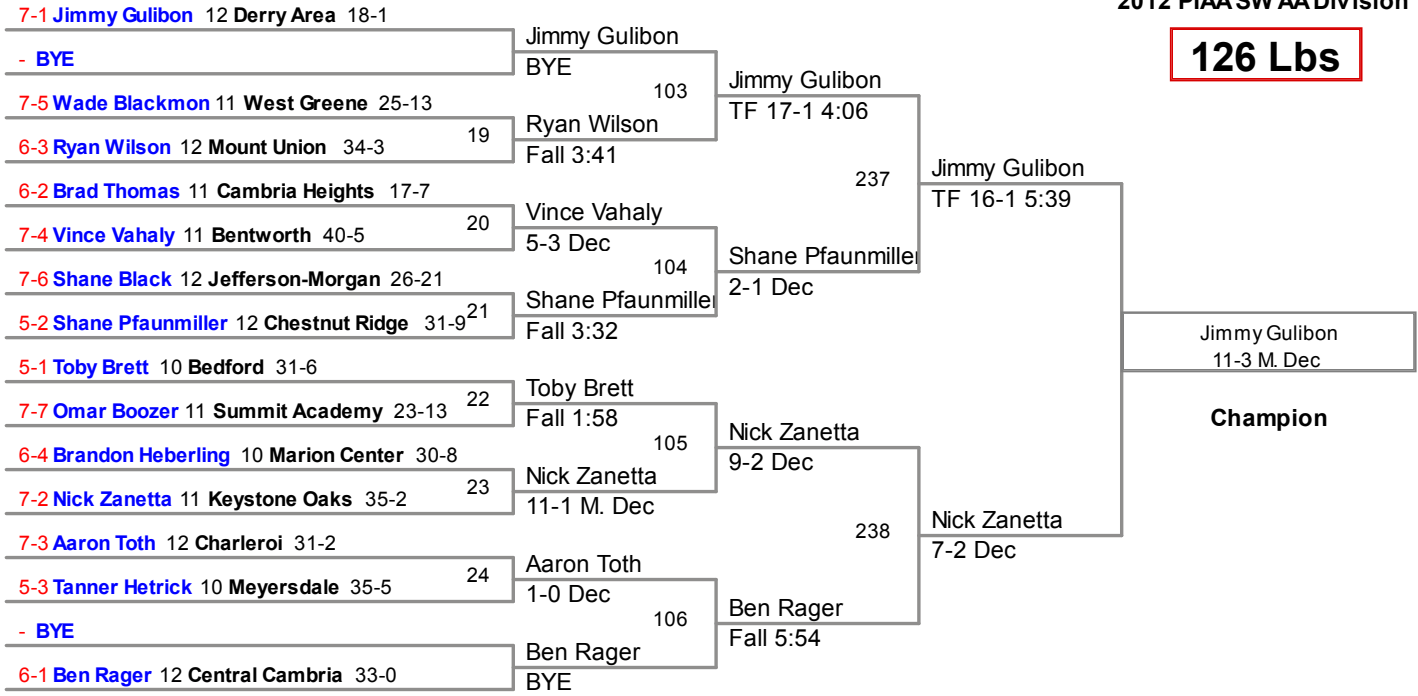 2012 PIAA SW AA Division
126 Lbs
7-1 Jimmy Gulibon 12 Derry Area 18-1
- BYE
7-5 Wade Blackmon 11 West Greene 25-13
6-3 Ryan Wilson 12 Mount Union 34-3
6-2 Brad Thomas 11 Cambria Heights 17-7
7-4 Vince Vahaly 11 Bentworth 40-5
7-6 Shane Black 12 Jefferson-Morgan 26-21
5-2 Shane Pfaunmiller 12 Chestnut Ridge 31-9
5-1 Toby Brett 10 Bedford 31-6
7-7 Omar Boozer 11 Summit Academy 23-13
6-4 Brandon Heberling 10 Marion Center 30-8
7-2 Nick Zanetta 11 Keystone Oaks 35-2
7-3 Aaron Toth 12 Charleroi 31-2
5-3 Tanner Hetrick 10 Meyersdale 35-5
- BYE
6-1 Ben Rager 12 Central Cambria 33-0
19
20
21
22
23
24
Jimmy Gulibon
BYE
Ryan Wilson
Fall 3:41
Vince Vahaly
5-3 Dec
Shane Pfaunmiller
Fall 3:32
Toby Brett
Fall 1:58
Nick Zanetta
11-1 M. Dec
Aaron Toth
1-0 Dec
Ben Rager
BYE
103
104
105
106
Jimmy Gulibon
TF 17-1 4:06
Shane Pfaunmiller
2-1 Dec
Nick Zanetta
9-2 Dec
Ben Rager
Fall 5:54
237
238
Jimmy Gulibon
TF 16-1 5:39
Nick Zanetta
7-2 Dec
Jimmy Gulibon
11-3 M. Dec
Champion